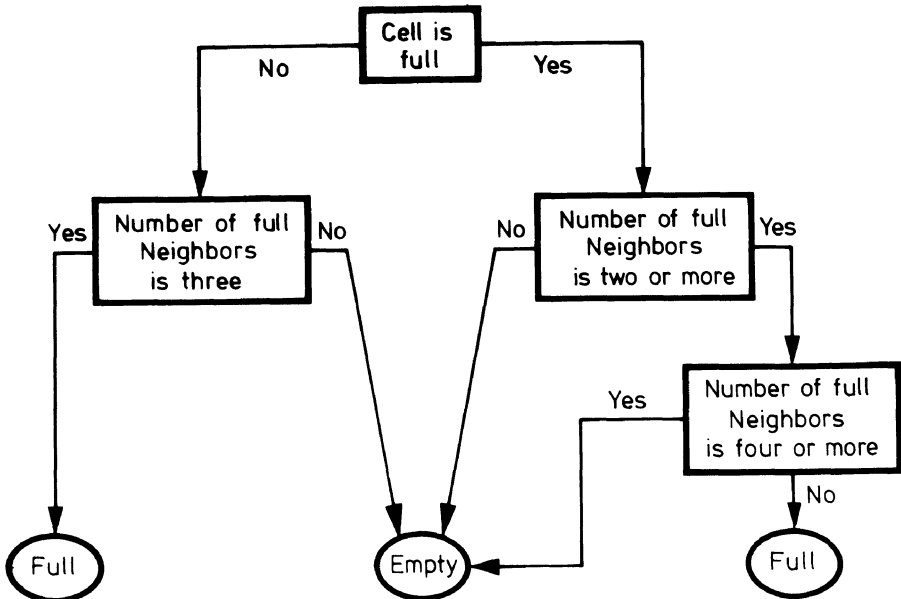 Cell is
full
No
Yes
Yes
Number of full
Neighbors
is three
No
No
Number of full
Neighbors
is two or more
Yes
Yes
Number of full
Neighbors
is four or more
No
Full
Empty
Full